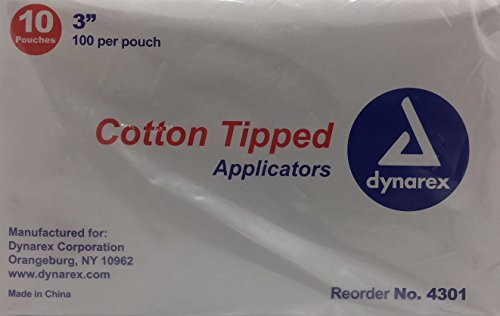 10
Pouches
3”
100 per pouch
Cotton Tipped
Applicators
dynarex
Manufactured for:
Dynarex Corporation
Orangeburg, NY 10962
www.dynarex.com
Made in China
Reorder No. 4301